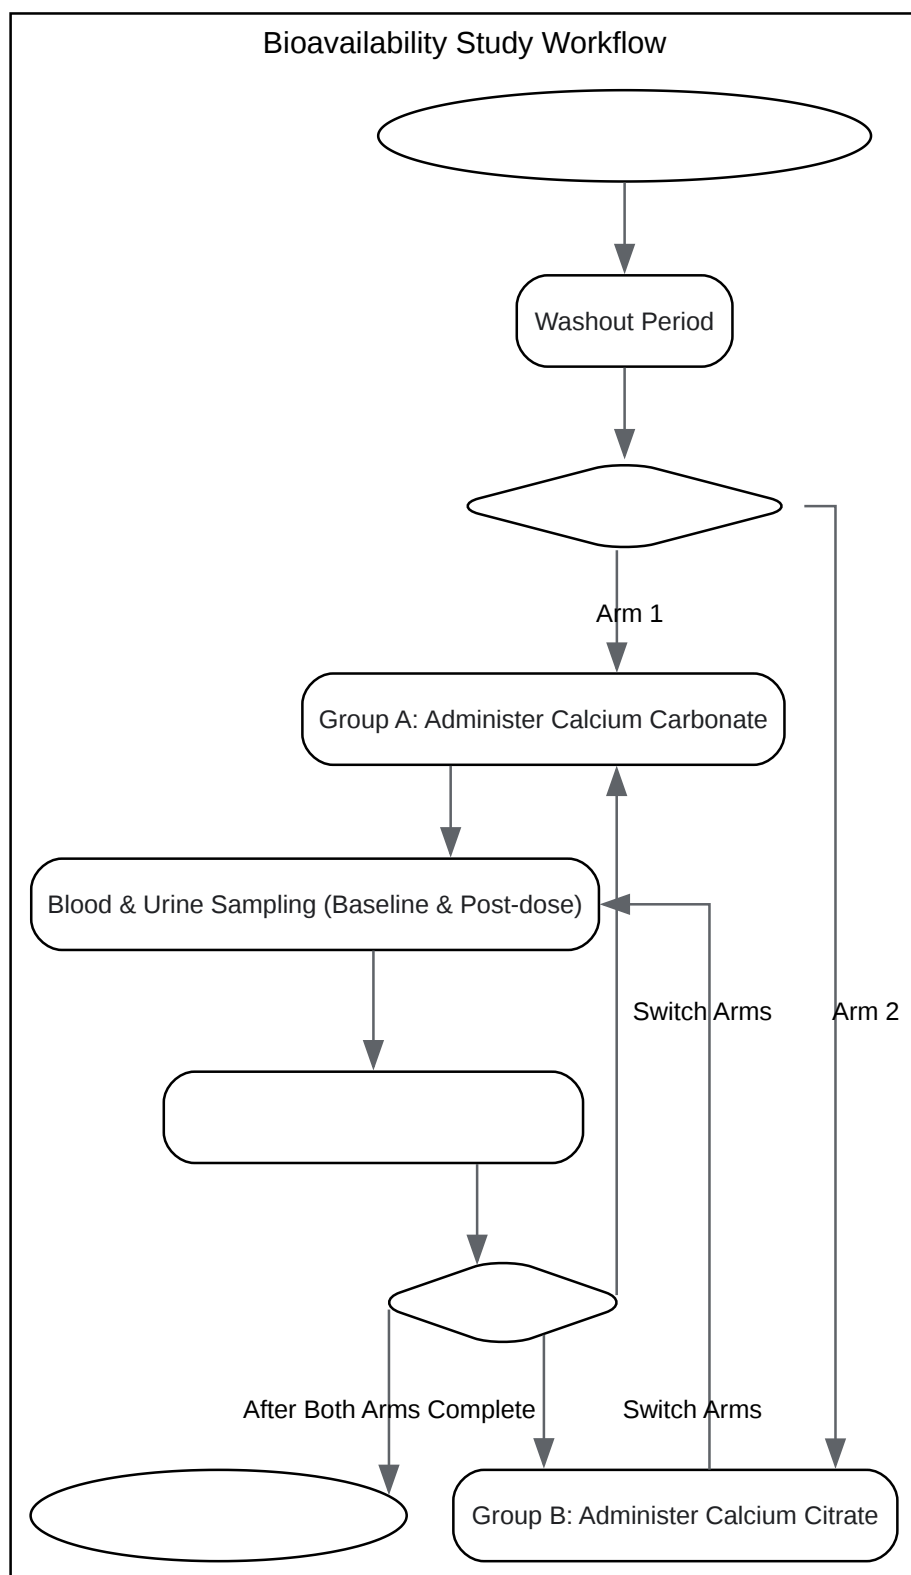 Bioavailability Study Workflow
Washout Period
Arm 1
Group A: Administer Calcium Carbonate
Blood & Urine Sampling (Baseline & Post-dose)
Switch Arms
Arm 2
After Both Arms Complete
Switch Arms
Group B: Administer Calcium Citrate